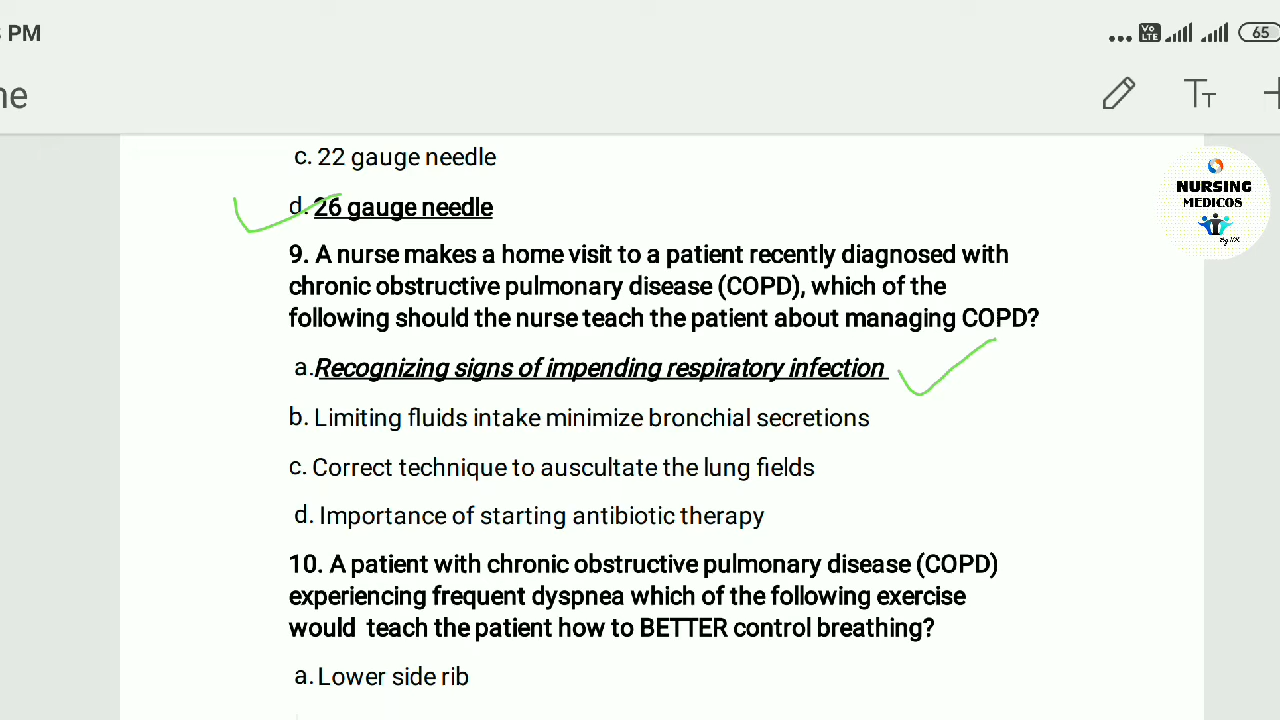 PM
... Vo LTE 65
ne
TT
c. 22 gauge needle
d. 26 gauge needle
NURSING
MEDICOS
9. A nurse makes a home visit to a patient recently diagnosed with
chronic obstructive pulmonary disease (COPD), which of the
following should the nurse teach the patient about managing COPD?
a. Recognizing signs of impending respiratory infection
b. Limiting fluids intake minimize bronchial secretions
c. Correct technique to auscultate the lung fields
d. Importance of starting antibiotic therapy
10. A patient with chronic obstructive pulmonary disease (COPD)
experiencing frequent dyspnea which of the following exercise
would teach the patient how to BETTER control breathing?
a. Lower side rib